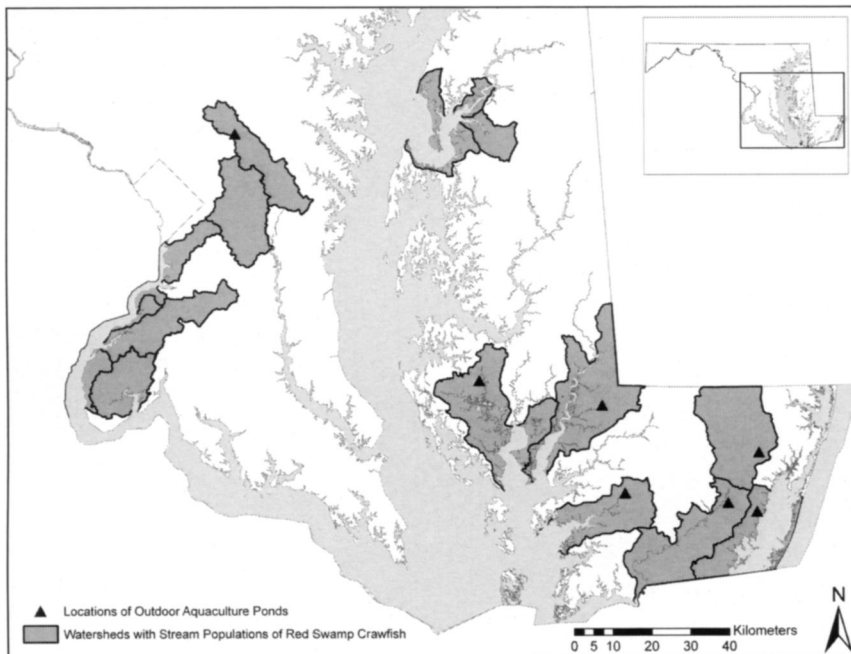 ▲ Locations of Outdoor Aquaculture Ponds
Watersheds with Stream Populations of Red Swamp Crawfish
N
Kilometers
0 5 10 20 30 40